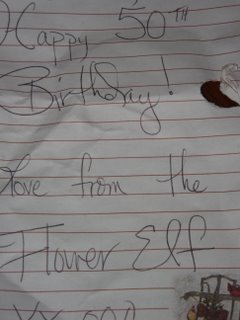 Happy 50TH
Birthday!
Love from the
Flower Elf